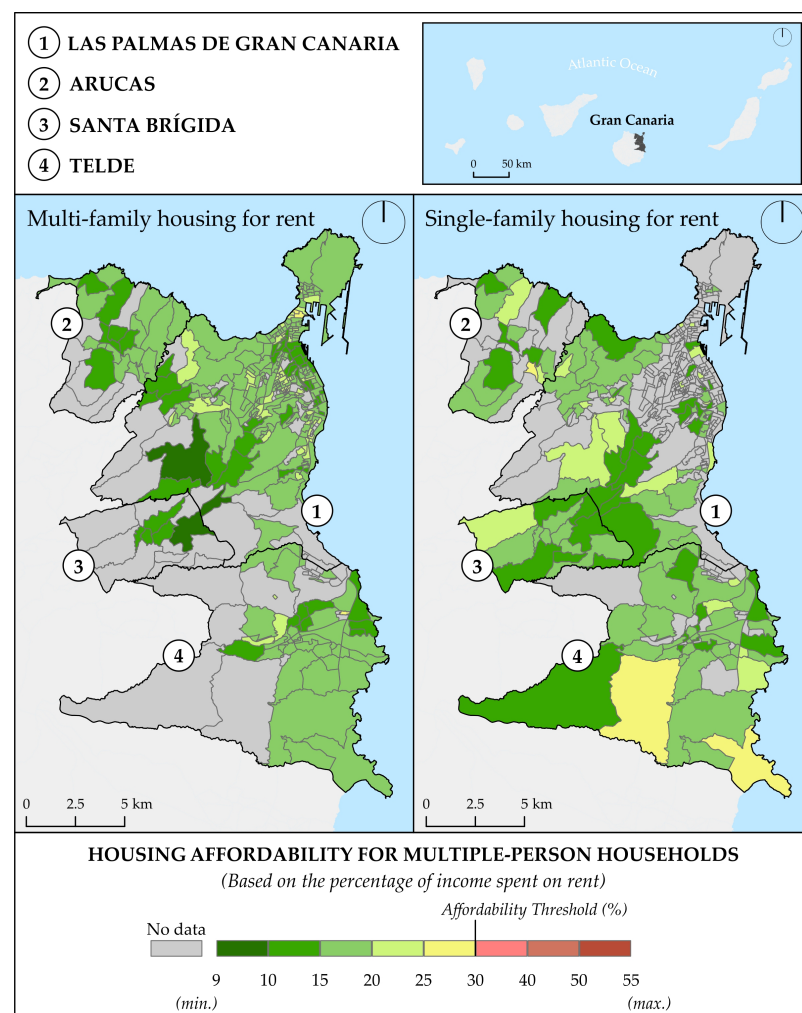 1 LAS PALMAS DE GRAN CANARIA
2 ARUCAS
3 SANTA BRÍGIDA
4 TELDE
Atlantic Ocean
Gran Canaria
0 50 km
Multi-family housing for rent
2
1
3
4
0 2.5 5 km
Single-family housing for rent
2
1
3
4
0 2.5 5 km
HOUSING AFFORDABILITY FOR MULTIPLE-PERSON HOUSEHOLDS
(Based on the percentage of income spent on rent)
Affordability Threshold (%)
No data
9 10 15 20 25 30 40 50 55
(min.) (max.)